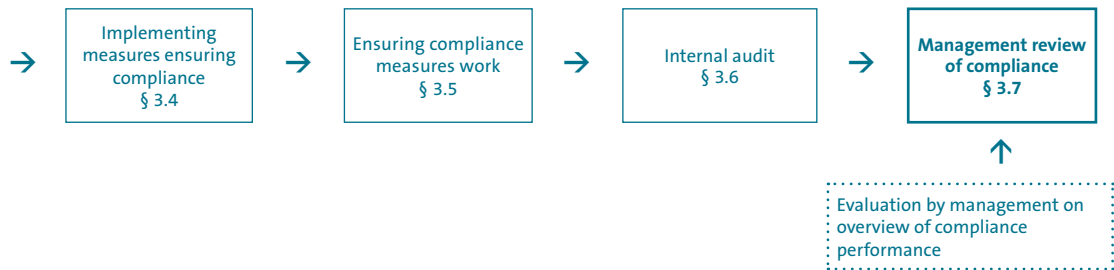 Implementing
measures ensuring
compliance
§ 3.4
Ensuring compliance
measures work
§ 3.5
Internal audit
§ 3.6
Management review
of compliance
§ 3.7
Evaluation by management on
overview of compliance
performance